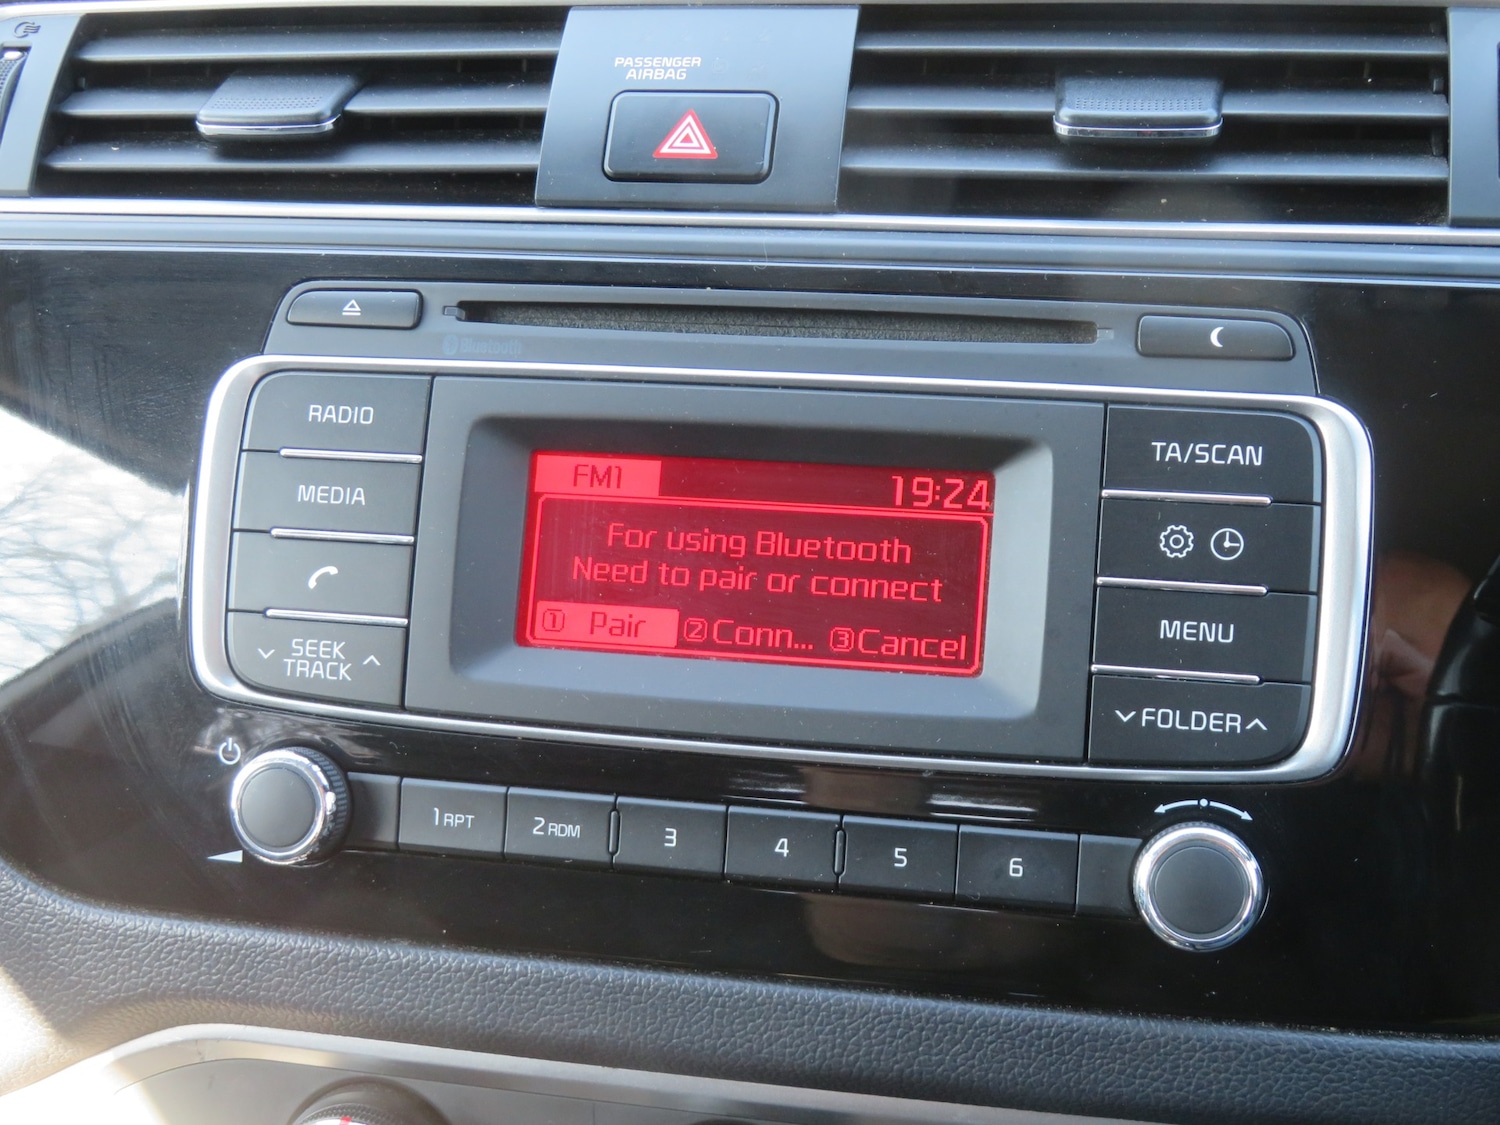 PASSENGER
AIRBAG
Bluetooth
RADIO
MEDIA
SEEK
TRACK
FM1 19:24
For using Bluetooth
Need to pair or connect
① Pair ②Conn... ③Cancel
TA/SCAN
MENU
FOLDER
1 RPT 2 RDM 3 4 5 6